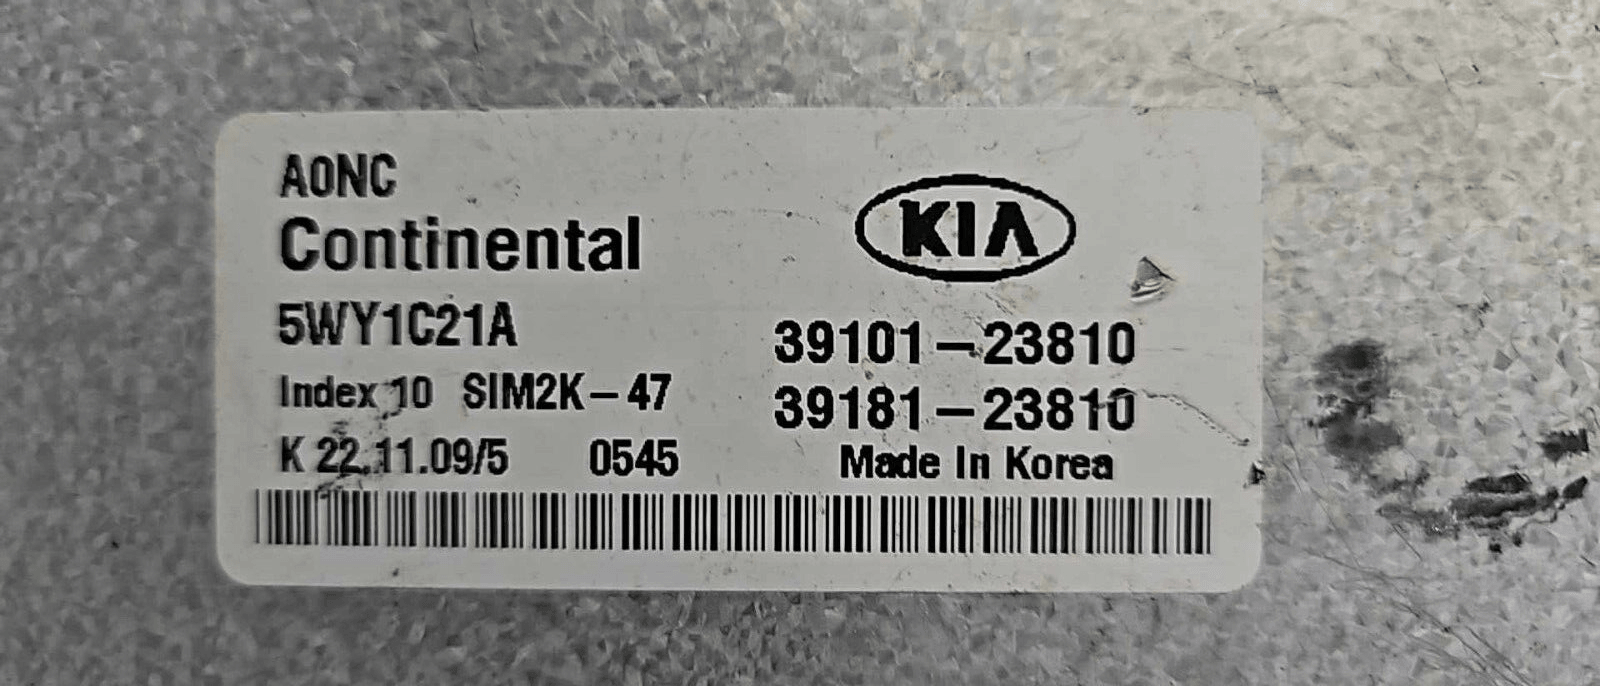 A0NC
Continental
KIA
5WY1C21A
39101-23810
Index 10 SIM2K-47
39181-23810
K 22.11.09/5 0545
Made In Korea